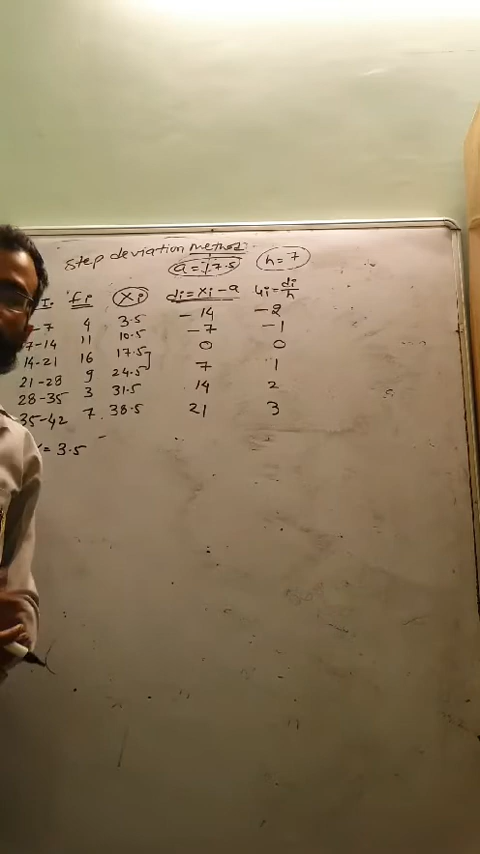 step deviation method:
a = 17.5 h = 7
I. fi xi di = xi - a ui = di/h
-7 4 3.5 -14 -2
7-14 11 10.5 -7 -1
14-21 16 17.5 0 0
21-28 9 24.5 7 1
28-35 3 31.5 14 2
35-42 7 38.5 21 3
= 3.5